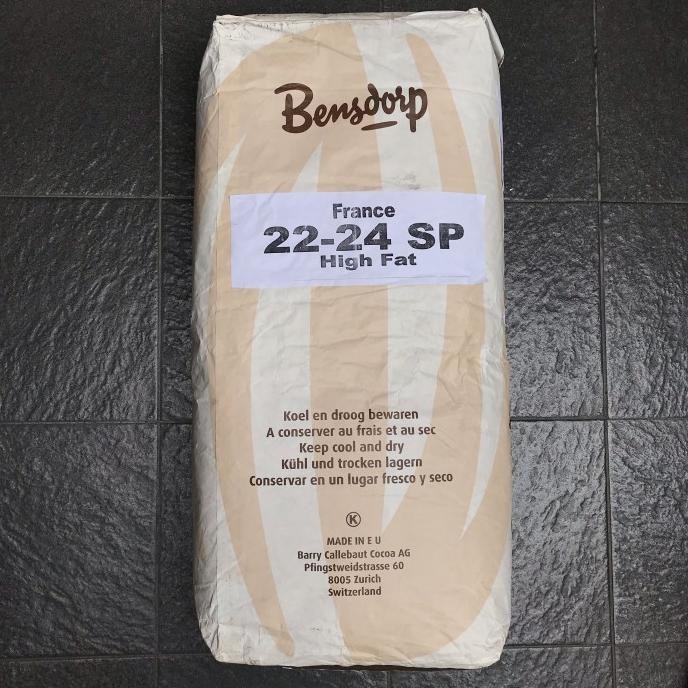 Bensdorp
France
22-24 SP
High Fat
Koel en droog bewaren
A conserver au frais et au sec
Keep cool and dry
Kühl und trocken lagern
Conservar en un lugar fresco y seco
K
MADE IN E U
Barry Callebaut Cocoa AG
Pfingstweidstrasse 60
8005 Zurich
Switzerland